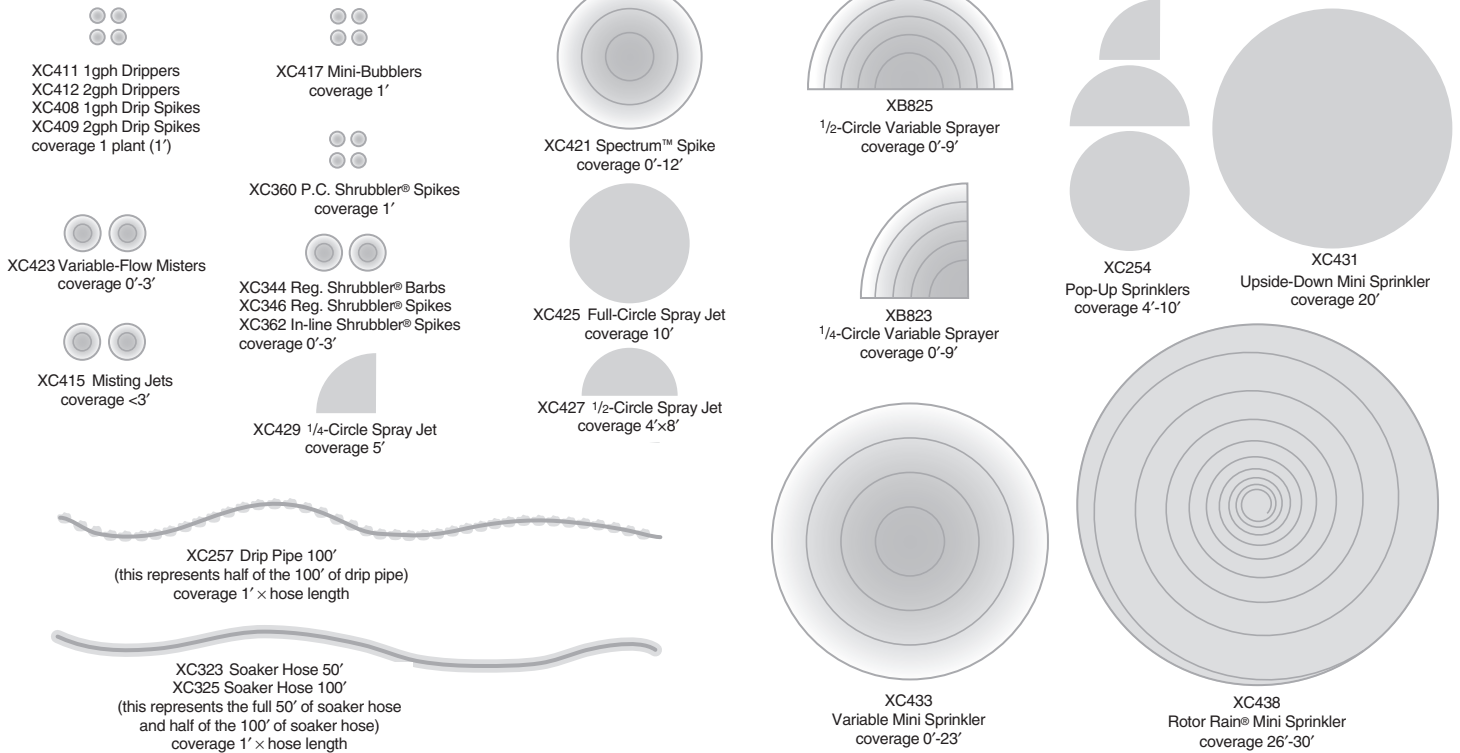 XC411 1gph Drippers
XC412 2gph Drippers
XC408 1gph Drip Spikes
XC409 2gph Drip Spikes
coverage 1 plant (1′)
XC423 Variable-Flow Misters
coverage 0′-3′
XC415 Misting Jets
coverage <3′
XC417 Mini-Bubblers
coverage 1′
XC360 P.C. Shrubbler® Spikes
coverage 1′
XC344 Reg. Shrubbler® Barbs
XC346 Reg. Shrubbler® Spikes
XC362 In-line Shrubbler® Spikes
coverage 0′-3′
XC429 1/4-Circle Spray Jet
coverage 5′
XC421 Spectrum™ Spike
coverage 0′-12′
XC425 Full-Circle Spray Jet
coverage 10′
XC427 1/2-Circle Spray Jet
coverage 4′×8′
XC257 Drip Pipe 100′
(this represents half of the 100′ of drip pipe)
coverage 1′ × hose length
XC323 Soaker Hose 50′
XC325 Soaker Hose 100′
(this represents the full 50′ of soaker hose
and half of the 100′ of soaker hose)
coverage 1′ × hose length
XB825
1/2-Circle Variable Sprayer
coverage 0′-9′
XB823
1/4-Circle Variable Sprayer
coverage 0′-9′
XC433
Variable Mini Sprinkler
coverage 0′-23′
XC254
Pop-Up Sprinklers
coverage 4′-10′
XC431
Upside-Down Mini Sprinkler
coverage 20′
XC438
Rotor Rain® Mini Sprinkler
coverage 26′-30′